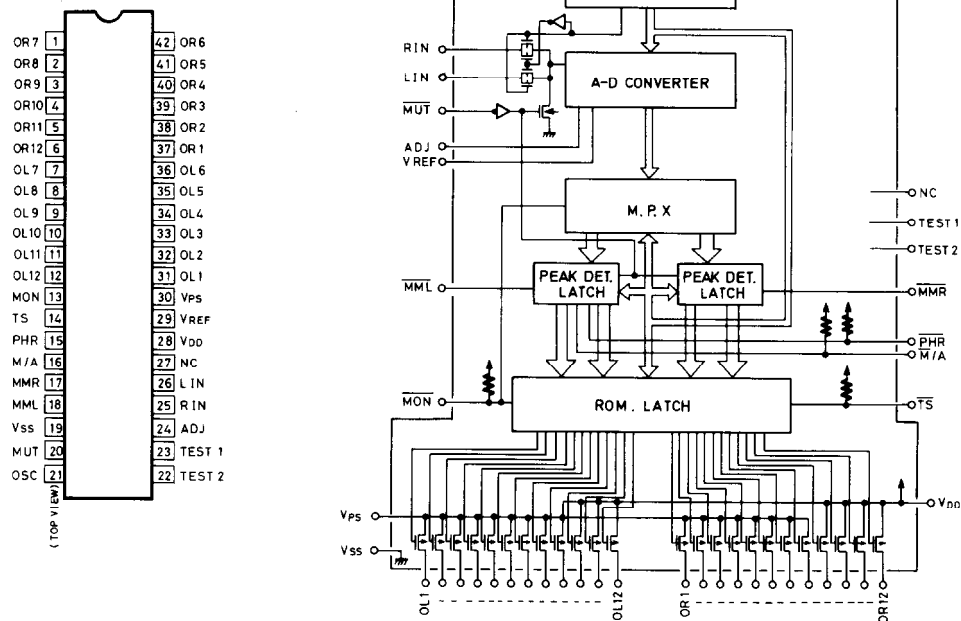 OR7 1 42 OR6
OR8 2 41 OR5
OR9 3 40 OR4
OR10 4 39 OR3
OR11 5 38 OR2
OR12 6 37 OR1
OL7 7 36 OL6
OL8 8 35 OL5
OL9 9 34 OL4
OL10 10 33 OL3
OL11 11 32 OL2
OL12 12 31 OL1
MON 13 30 VPS
TS 14 29 VREF
PHR 15 28 VDD
M/A 16 27 NC
MMR 17 26 LIN
MML 18 25 RIN
VSS 19 24 ADJ
MUT 20 23 TEST 1
OSC 21 22 TEST 2
(TOP VIEW)
RIN
LIN
A-D CONVERTER
MUT
ADJ
VREF
M.P.X
NC
TEST 1
TEST 2
MML
PEAK DET.
LATCH
PEAK DET.
LATCH
MMR
PHR
M/A
MON
ROM. LATCH
TS
VPS
VDD
VSS
OL1
OL12
OR1
OR12